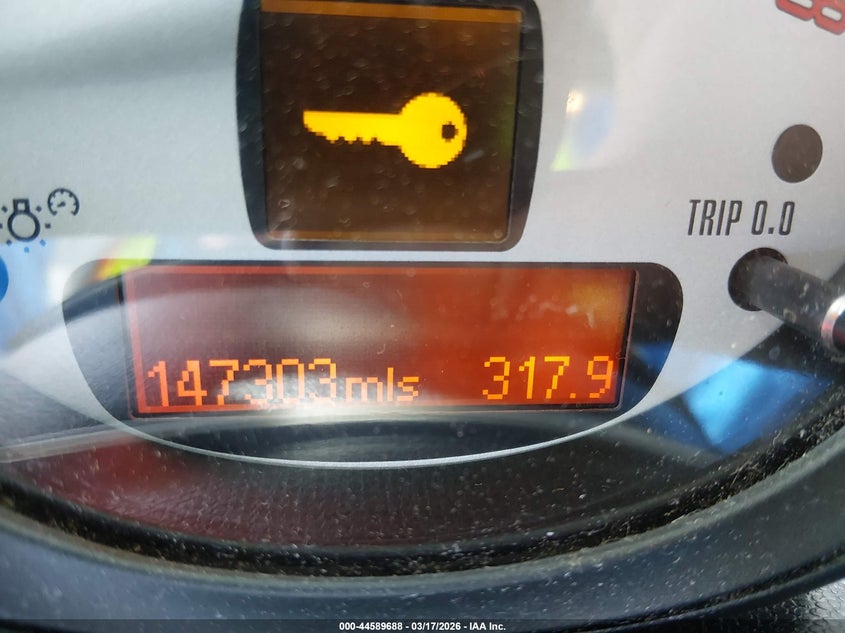 TRIP 0.0
147303mls 317.9
000-44589688 - 03/17/2026 - IAA Inc.